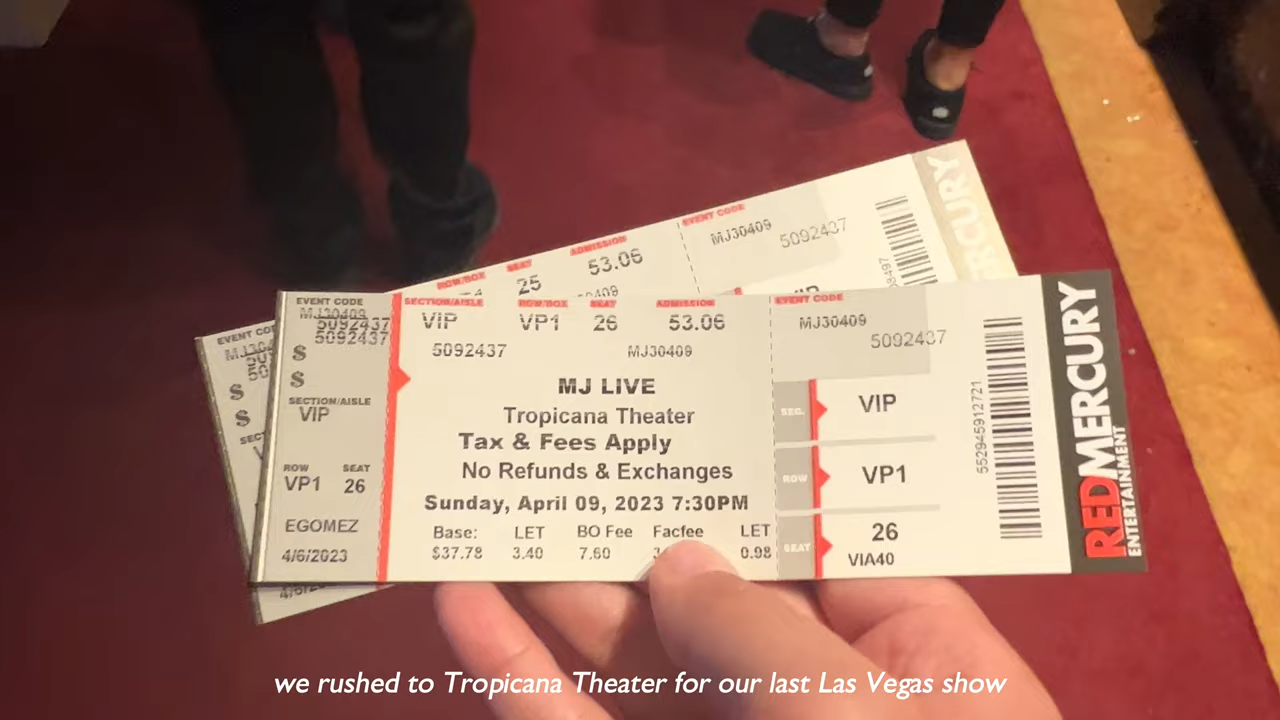 ROW/BOX SEAT ADMISSION EVENT CODE
25 53.06 MJ30409 5092437
EVENT CODE
MJ30409
5092437
5092437
$
$
SECTION/AISLE
VIP
ROW SEAT
VP1 26
EGOMEZ
4/6/2023
SECTION/AISLE ROW/BOX SEAT ADMISSION
VIP VP1 26 53.06
5092437 MJ30409
MJ LIVE
Tropicana Theater
Tax & Fees Apply
No Refunds & Exchanges
Sunday, April 09, 2023 7:30PM
Base: LET BO Fee Facfee LET
$37.78 3.40 7.60 0.98
EVENT CODE
MJ30409
5092437
SEC. VIP
ROW VP1
SEAT 26
VIA40
552945912721
REDMERCURY
ENTERTAINMENT
we rushed to Tropicana Theater for our last Las Vegas show